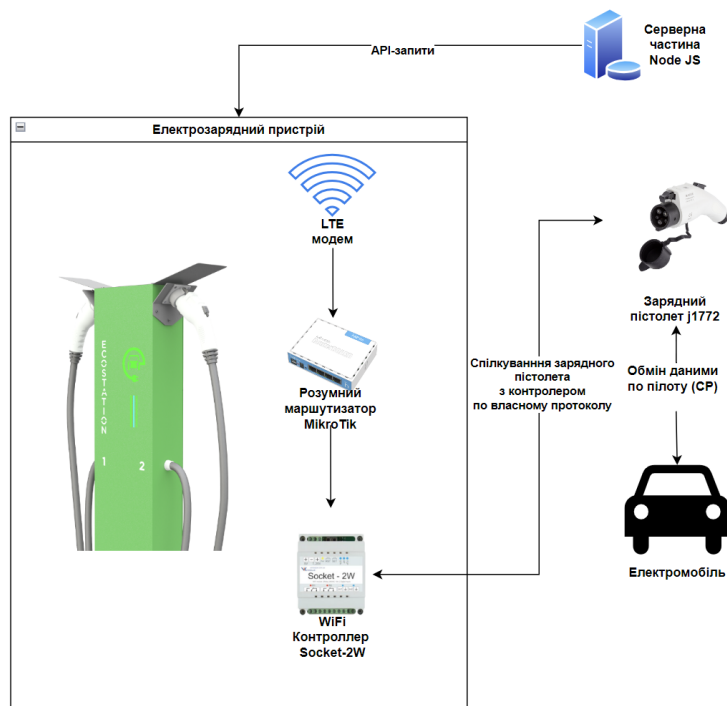 Серверна
частина
Node JS
API-запити
Електрозарядний пристрій
LTE
модем
ECOSTATION
1
2
Розумний
маршутизатор
MikroTik
Socket - 2W
WiFi
Контроллер
Socket-2W
Спілкуванння зарядного
пістолета
з контролером
по власному протоколу
Зарядний
пістолет j1772
Обмін даними
по пілоту (CP)
Електромобіль